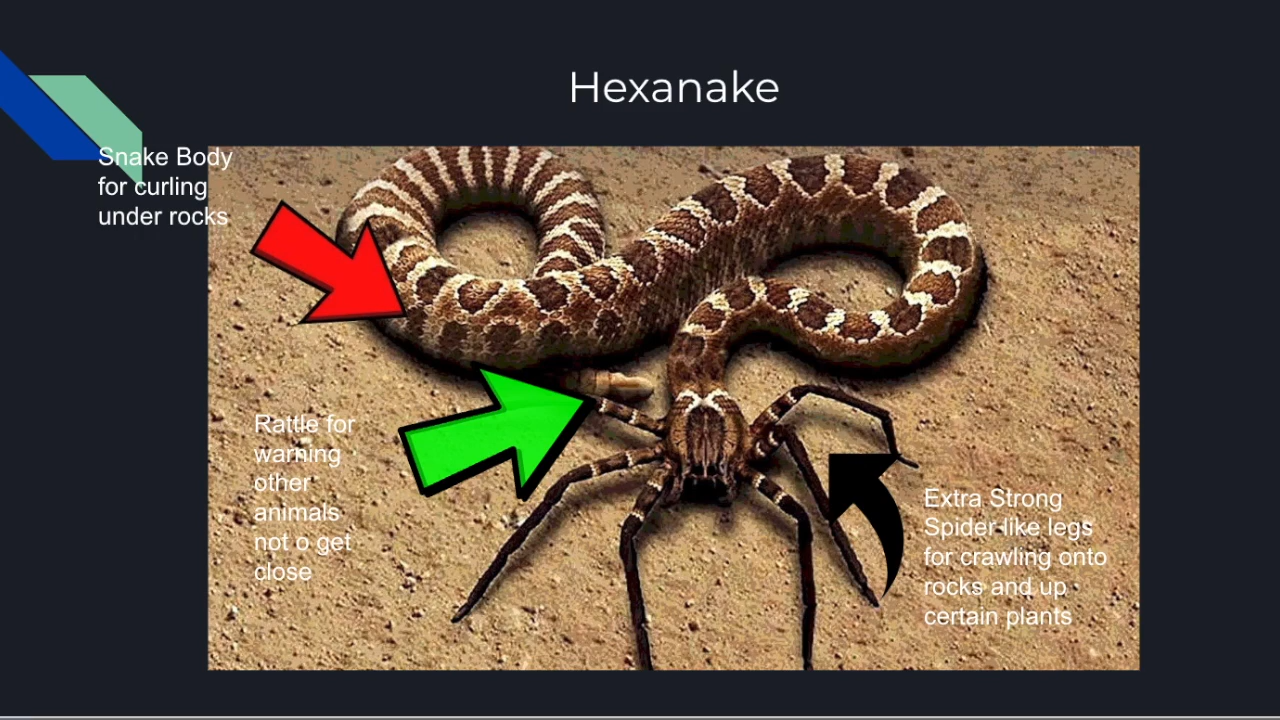 Hexanake
Snake Body
for curling
under rocks
Rattle for
warning
other
animals
not o get
close
Extra Strong
Spider-like legs
for crawling onto
rocks and up
certain plants